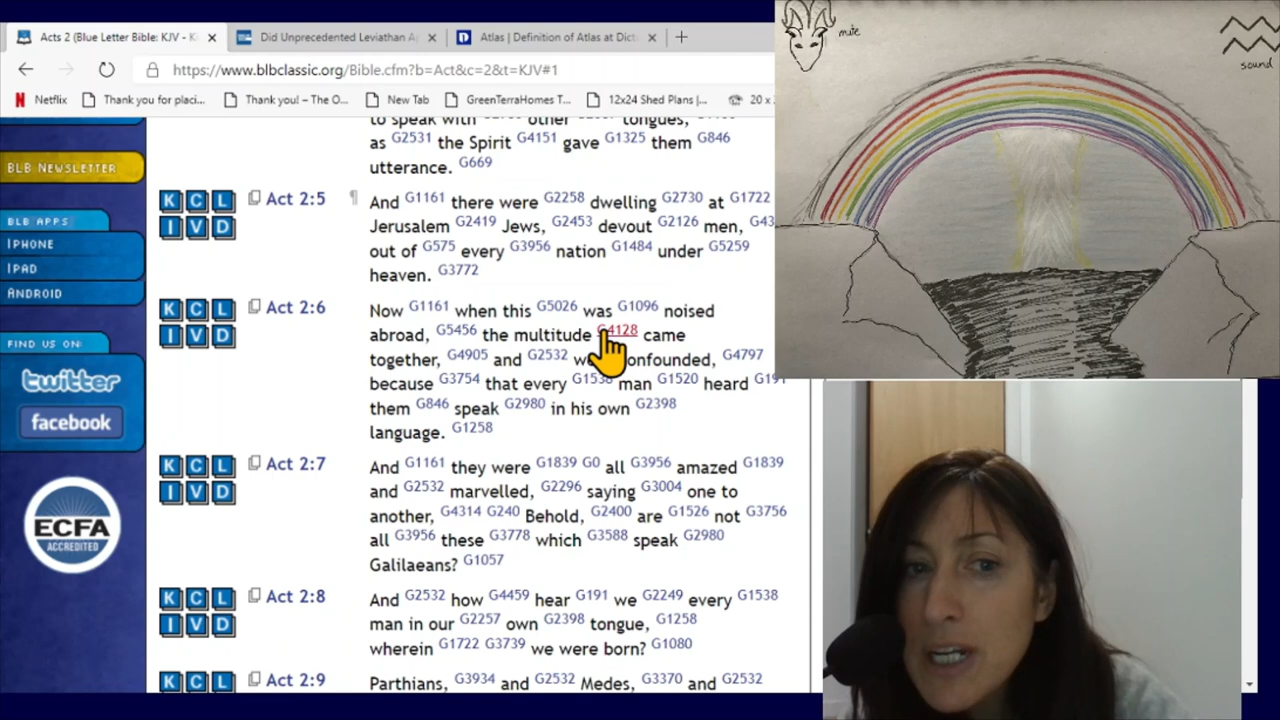 Acts 2 (Blue Letter Bible: KJV - K
Did Unprecedented Leviathan A
Atlas | Definition of Atlas at Dict
https://www.blbclassic.org/Bible.cfm?b=Act&c=2&t=KJV#1
Netflix
Thank you for placi...
Thank you! – The O...
New Tab
GreenTerraHomes T...
12x24 Shed Plans |...
20 x
mute
sound
BLB NEWSLETTER
BLB APPS
IPHONE
IPAD
ANDROID
FIND US ON:
twitter
facebook
ECFA
ACCREDITED
to speak with other tongues,
as G2531 the Spirit G4151 gave G1325 them G846
utterance. G669
K C L
I V D
Act 2:5
¶
And G1161 there were G2258 dwelling G2730 at G1722
Jerusalem G2419 Jews, G2453 devout G2126 men, G43
out of G575 every G3956 nation G1484 under G5259
heaven. G3772
K C L
I V D
Act 2:6
Now G1161 when this G5026 was G1096 noised
abroad, G5456 the multitude G4128 came
together, G4905 and G2532 w onfounded, G4797
because G3754 that every G1538 man G1520 heard G191
them G846 speak G2980 in his own G2398
language. G1258
K C L
I V D
Act 2:7
And G1161 they were G1839 G0 all G3956 amazed G1839
and G2532 marvelled, G2296 saying G3004 one to
another, G4314 G240 Behold, G2400 are G1526 not G3756
all G3956 these G3778 which G3588 speak G2980
Galilaeans? G1057
K C L
I V D
Act 2:8
And G2532 how G4459 hear G191 we G2249 every G1538
man in our G2257 own G2398 tongue, G1258
wherein G1722 G3739 we were born? G1080
K C L
Act 2:9
Parthians, G3934 and G2532 Medes, G3370 and G2532